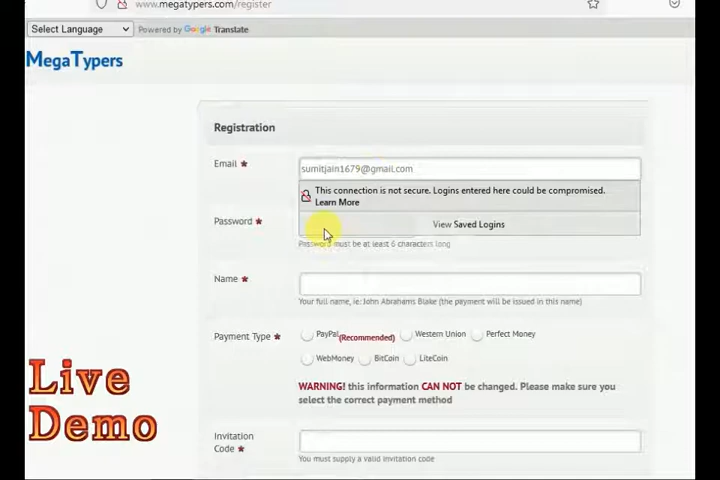 www.megatypers.com/register
Select Language
Powered by Google Translate
MegaTypers
Registration
Email *
sumitjain1679@gmail.com
This connection is not secure. Logins entered here could be compromised.
Learn More
View Saved Logins
Password *
Password must be at least 6 characters long
Name *
Your full name, ie: John Abrahams Blake (the payment will be issued in this name)
Payment Type *
PayPal(Recommended) Western Union Perfect Money
WebMoney BitCoin LiteCoin
WARNING! this information CAN NOT be changed. Please make sure you
select the correct payment method
Live
Demo
Invitation
Code *
You must supply a valid invitation code